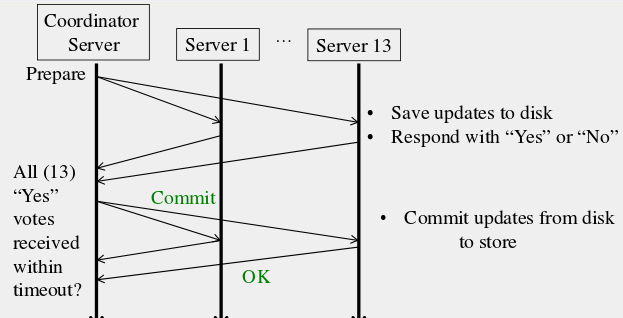 Coordinator
Server
Server 1
...
Server 13
Prepare
• Save updates to disk
• Respond with “Yes” or “No”
All (13)
“Yes”
votes
received
within
timeout?
Commit
• Commit updates from disk
to store
OK